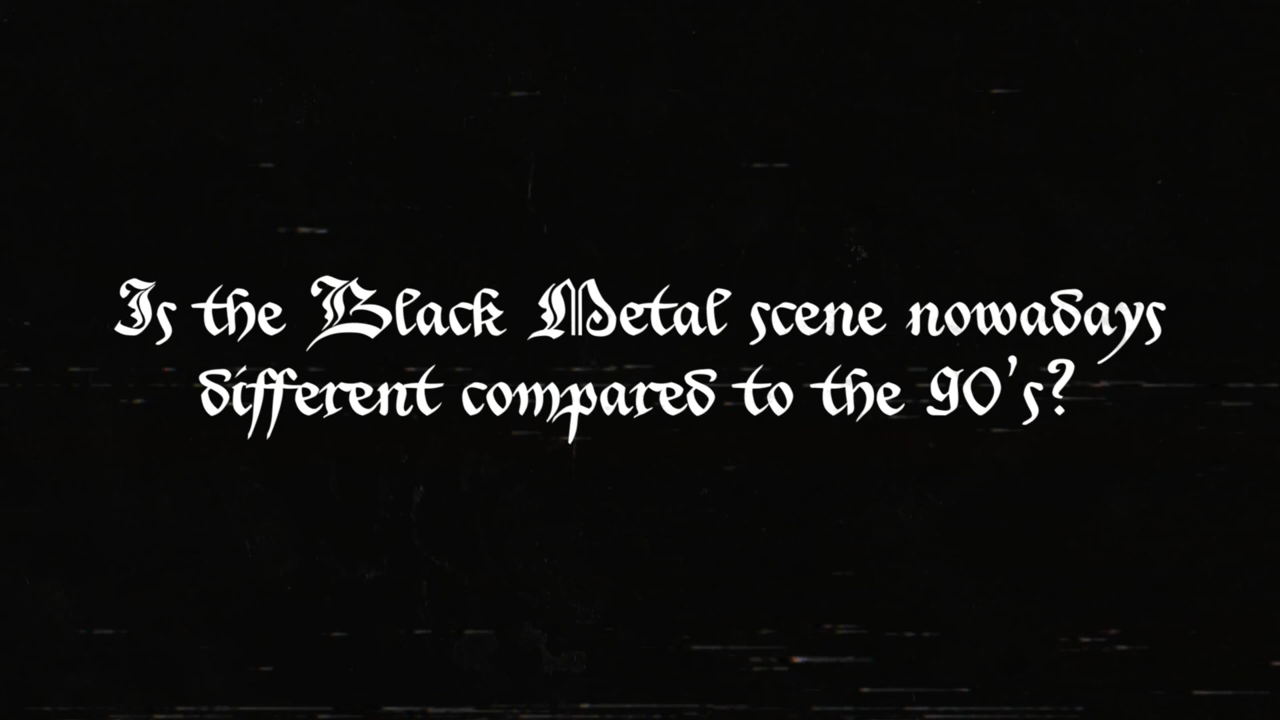 Is the Black Metal scene nowadays
different compared to the 90's?